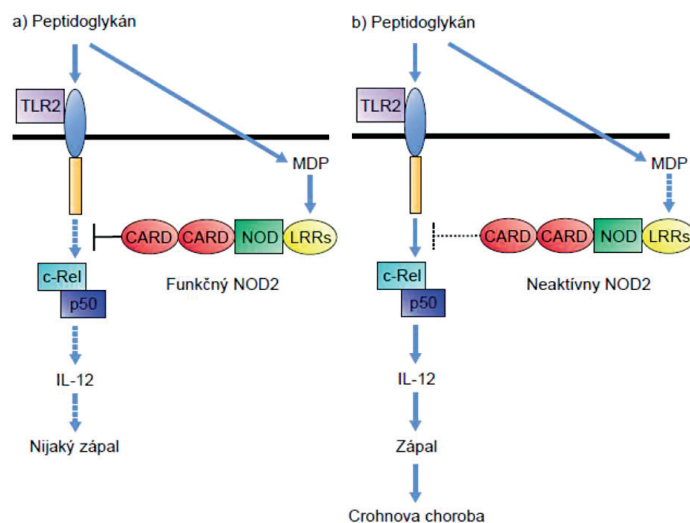 a) Peptidoglykán
TLR2
MDP
CARD CARD NOD LRRs
c-Rel
p50
Funkčný NOD2
IL-12
Nijaký zápal
b) Peptidoglykán
TLR2
MDP
CARD CARD NOD LRRs
c-Rel
p50
Neaktívny NOD2
IL-12
Zápal
Crohnova choroba